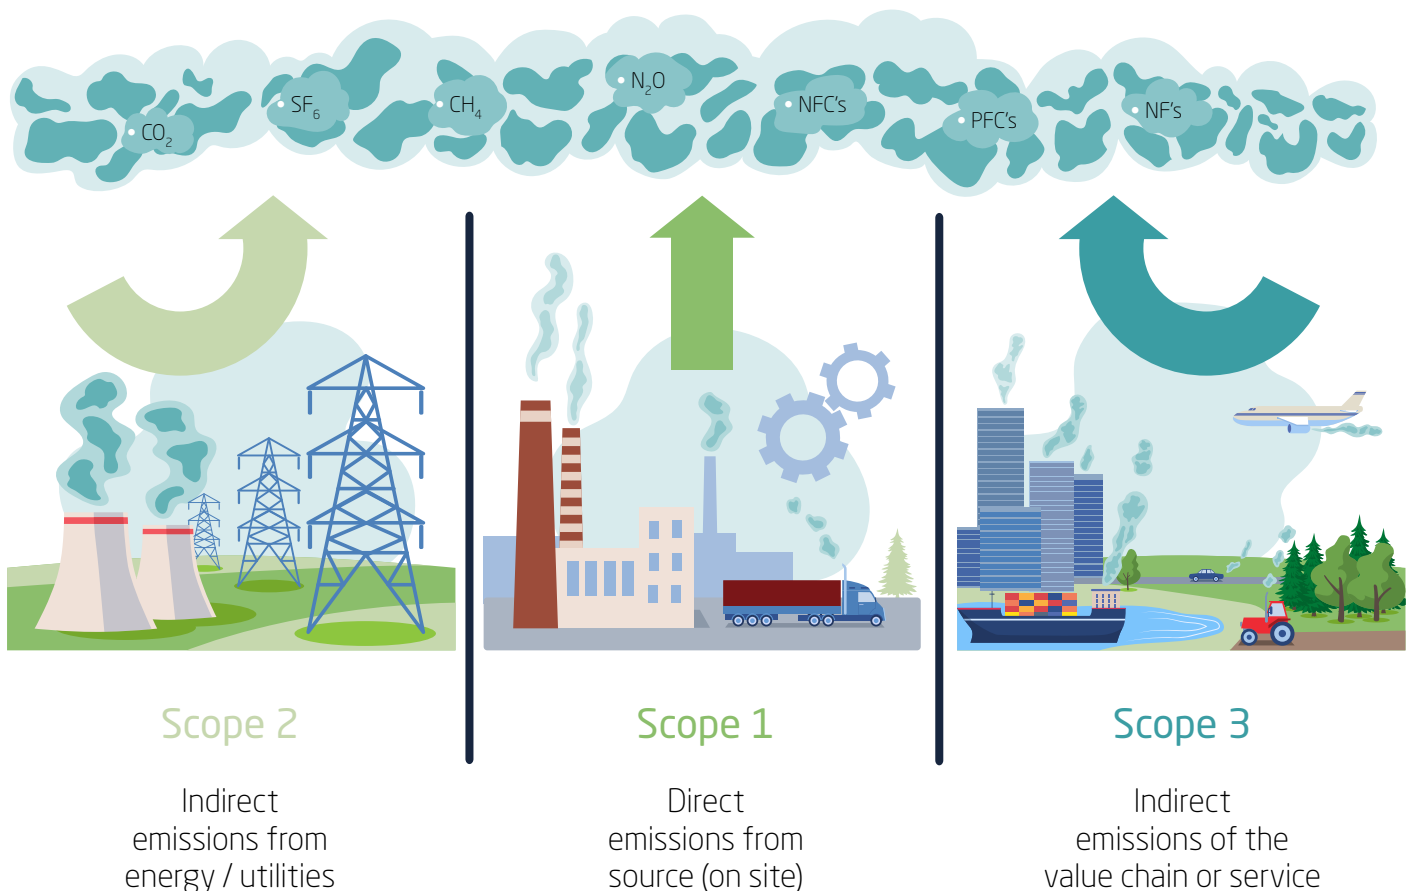 CO₂
SF₆
CH₄
N₂O
NFC's
PFC's
NF's
Scope 2
Indirect
emissions from
energy / utilities
Scope 1
Direct
emissions from
source (on site)
Scope 3
Indirect
emissions of the
value chain or service